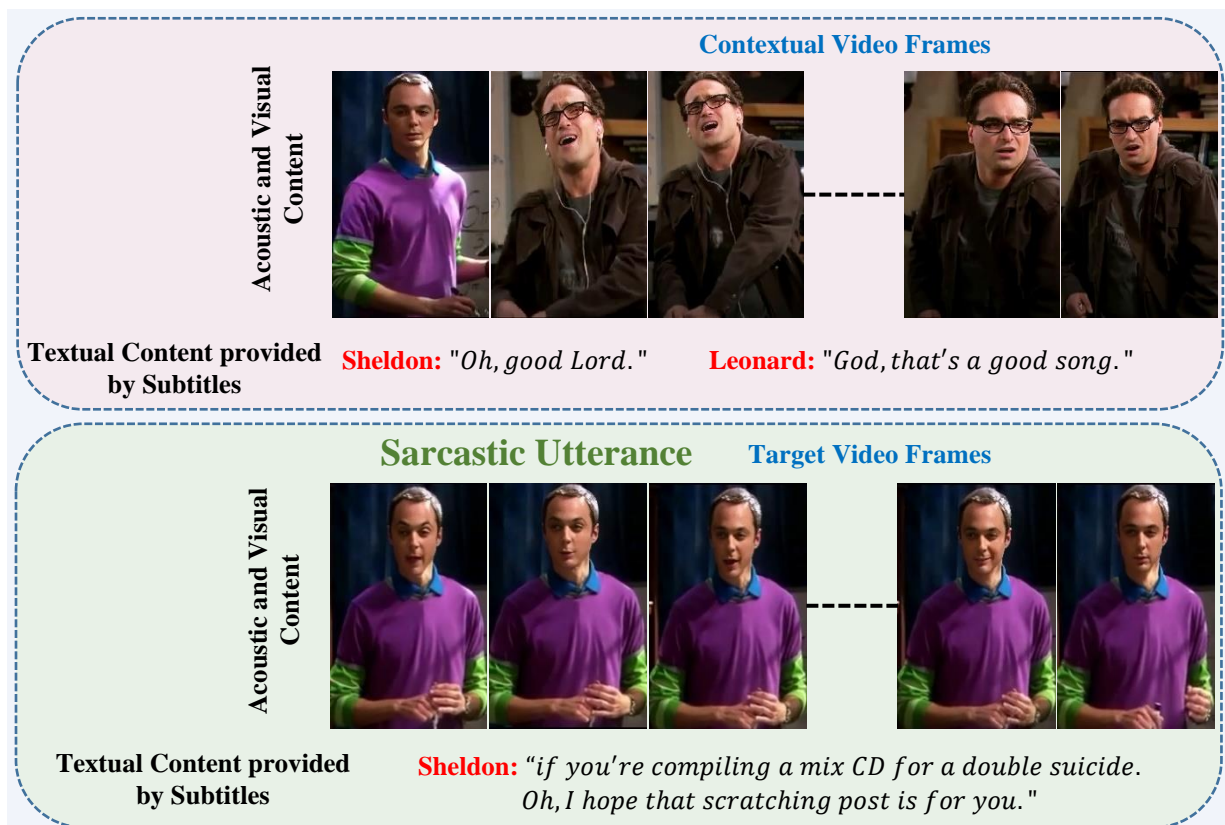 Contextual Video Frames
Acoustic and Visual
Content
Textual Content provided
by Subtitles
Sheldon: "Oh, good Lord."
Leonard: "God, that's a good song."
Sarcastic Utterance
Target Video Frames
Acoustic and Visual
Content
Textual Content provided
by Subtitles
Sheldon: “if you're compiling a mix CD for a double suicide.
Oh, I hope that scratching post is for you."